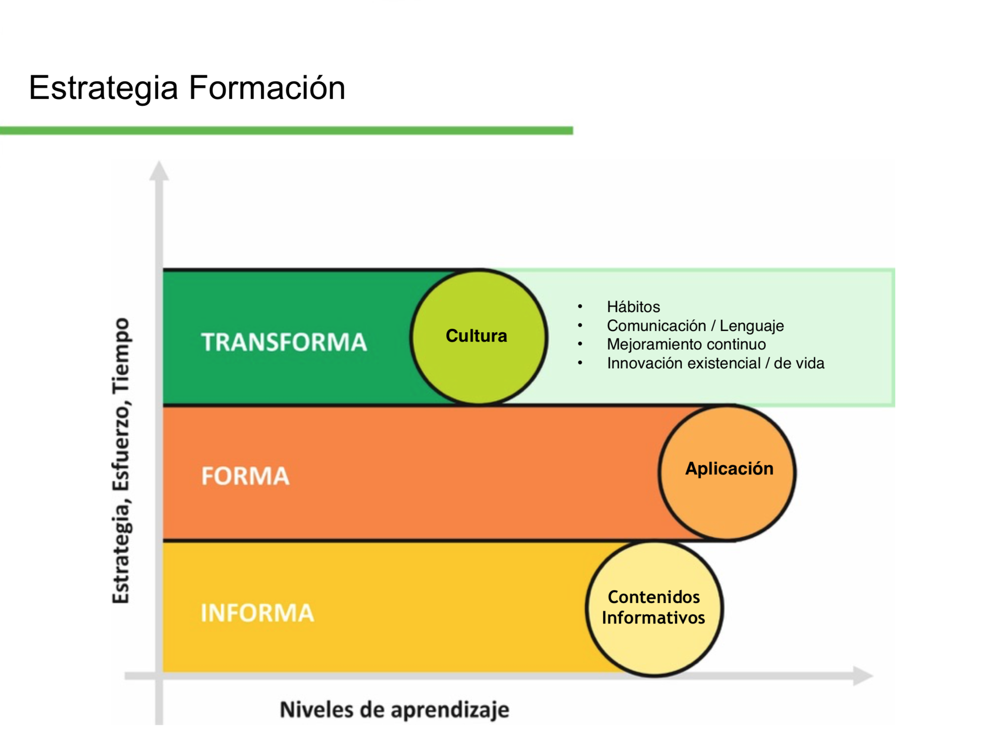 Estrategia Formación
Estrategia, Esfuerzo, Tiempo
TRANSFORMA
Cultura
• Hábitos
• Comunicación / Lenguaje
• Mejoramiento continuo
• Innovación existencial / de vida
FORMA
Aplicación
INFORMA
Contenidos
Informativos
Niveles de aprendizaje